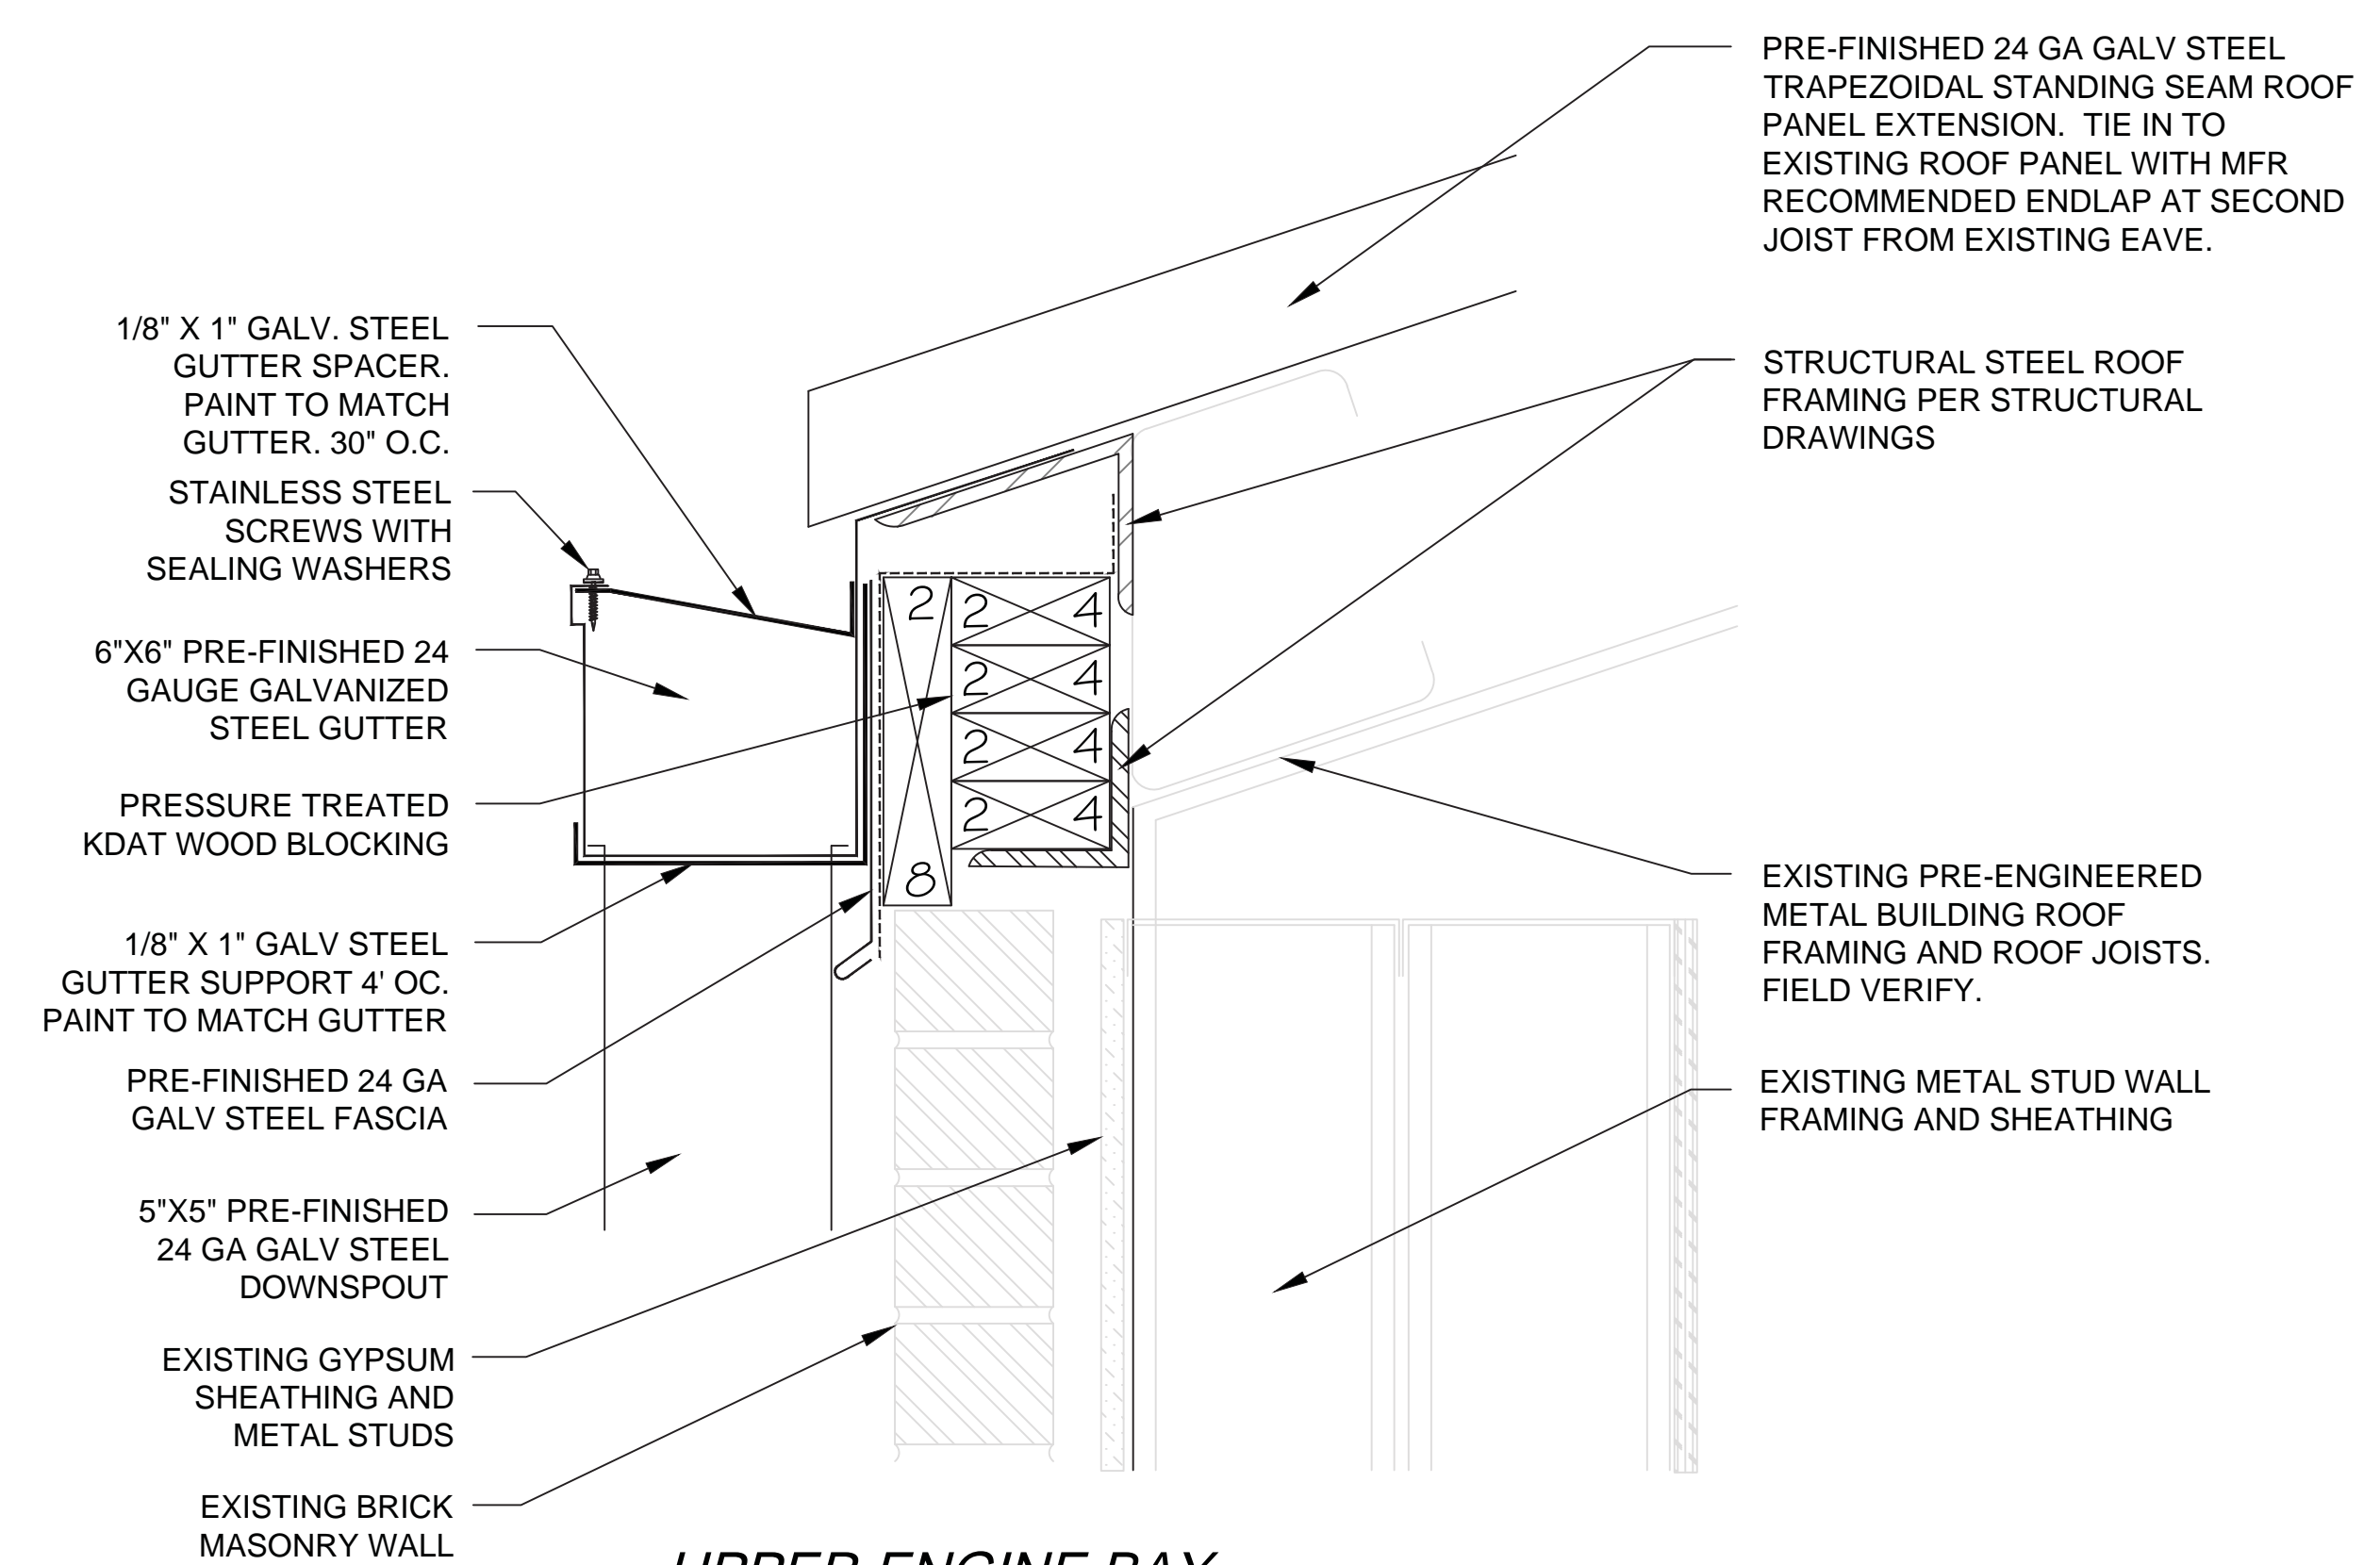 PRE-FINISHED 24 GA GALV STEEL
TRAPEZOIDAL STANDING SEAM ROOF
PANEL EXTENSION.  TIE IN TO
EXISTING ROOF PANEL WITH MFR
RECOMMENDED ENDLAP AT SECOND
JOIST FROM EXISTING EAVE.
1/8" X 1" GALV. STEEL
GUTTER SPACER.
PAINT TO MATCH
GUTTER. 30" O.C.
STRUCTURAL STEEL ROOF
FRAMING PER STRUCTURAL
DRAWINGS
STAINLESS STEEL
SCREWS WITH
SEALING WASHERS
6"X6" PRE-FINISHED 24
GAUGE GALVANIZED
STEEL GUTTER
PRESSURE TREATED
KDAT WOOD BLOCKING
2
8
2 4
2 4
2 4
2 4
1/8" X 1" GALV STEEL
GUTTER SUPPORT 4' OC.
PAINT TO MATCH GUTTER
EXISTING PRE-ENGINEERED
METAL BUILDING ROOF
FRAMING AND ROOF JOISTS.
FIELD VERIFY.
PRE-FINISHED 24 GA
GALV STEEL FASCIA
EXISTING METAL STUD WALL
FRAMING AND SHEATHING
5"X5" PRE-FINISHED
24 GA GALV STEEL
DOWNSPOUT
EXISTING GYPSUM
SHEATHING AND
METAL STUDS
EXISTING BRICK
MASONRY WALL
UPPER ENGINE BAY